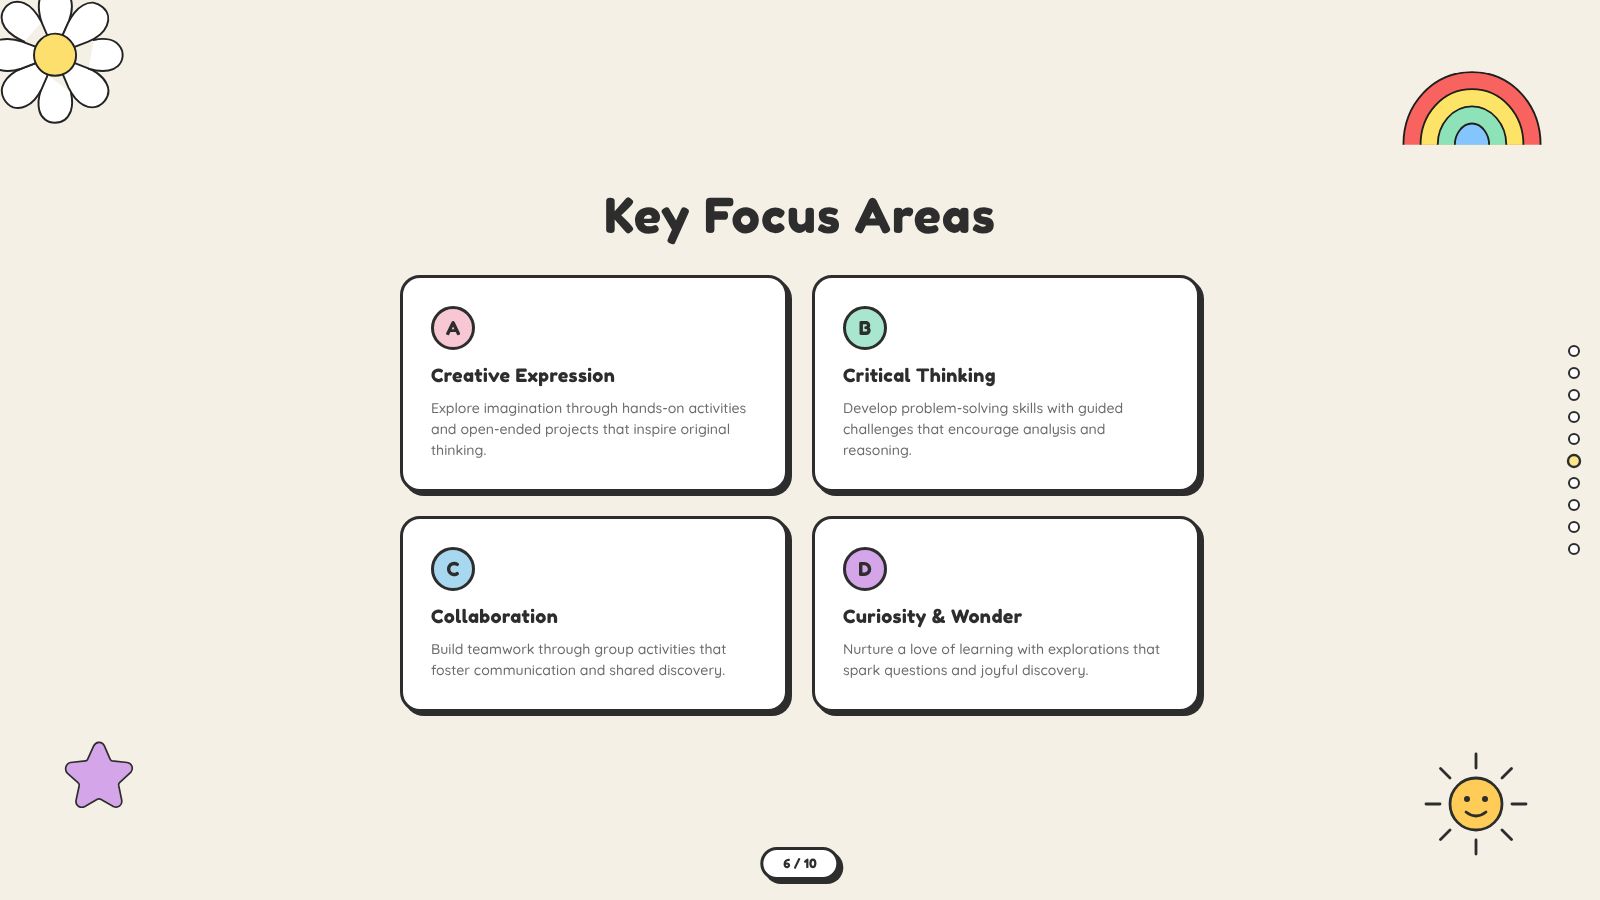 Key Focus Areas
A
Creative Expression
Explore imagination through hands-on activities
and open-ended projects that inspire original
thinking.
B
Critical Thinking
Develop problem-solving skills with guided
challenges that encourage analysis and
reasoning.
C
Collaboration
Build teamwork through group activities that
foster communication and shared discovery.
D
Curiosity & Wonder
Nurture a love of learning with explorations that
spark questions and joyful discovery.
6 / 10